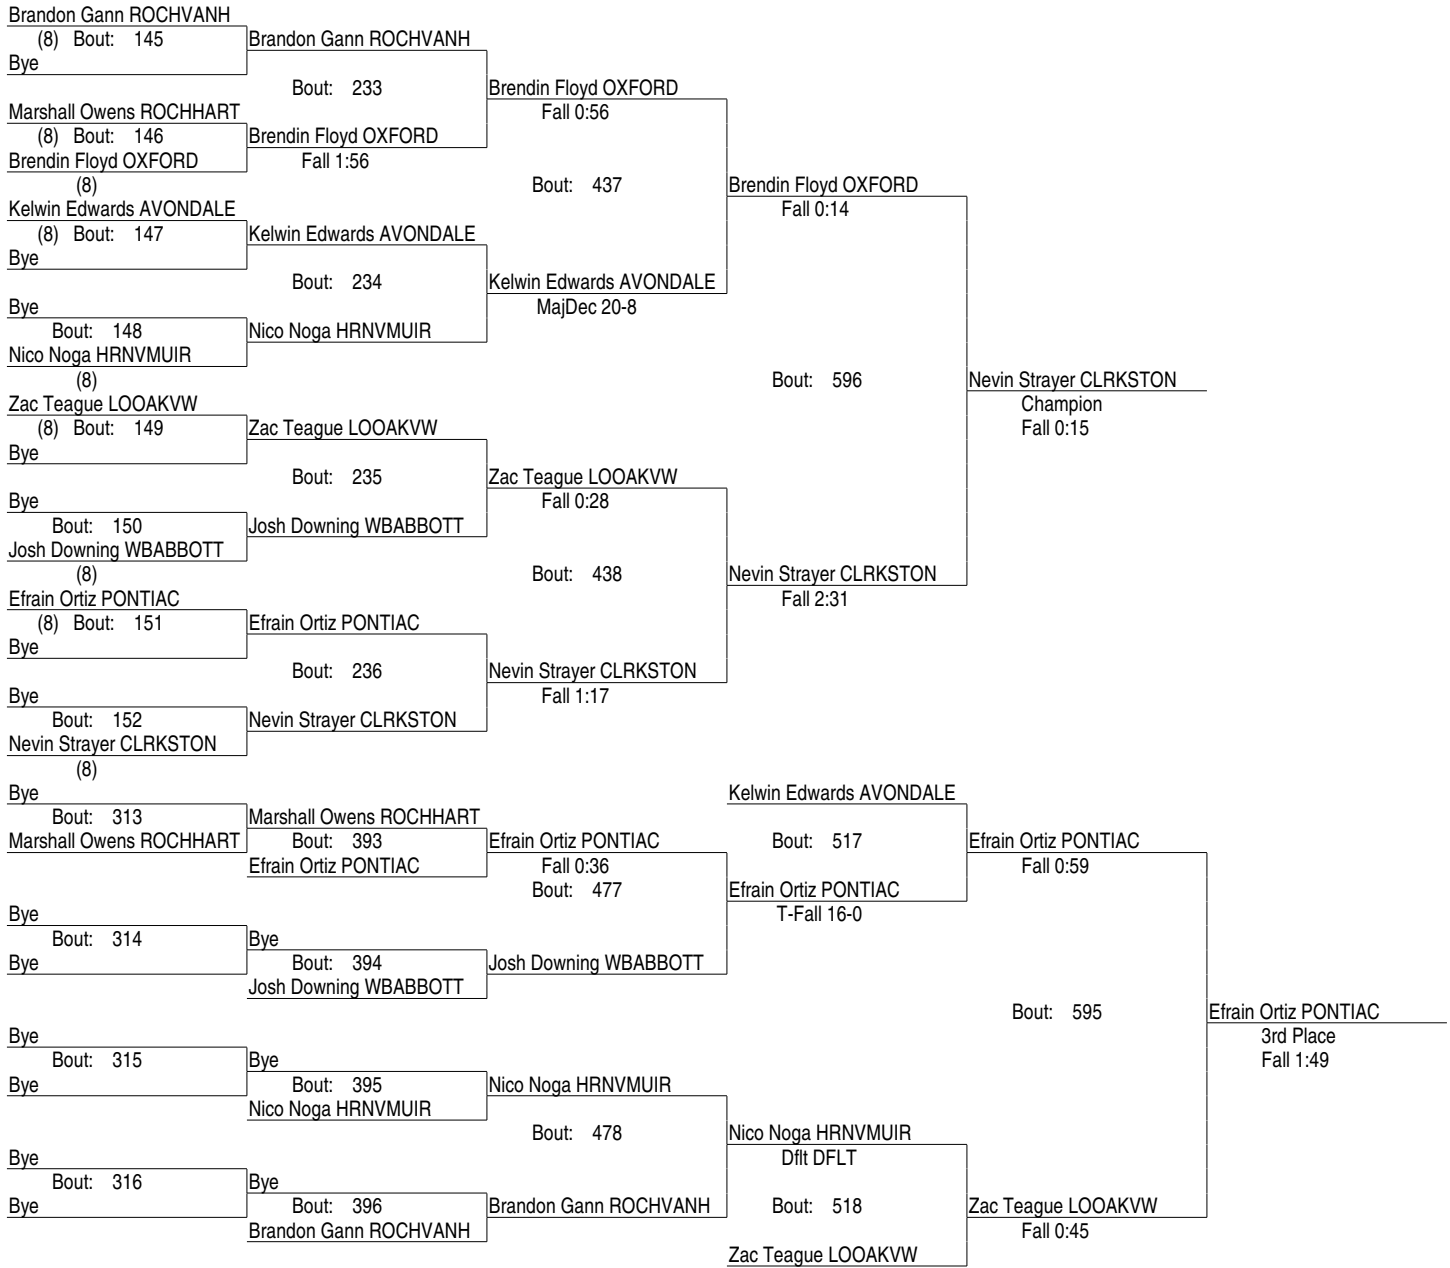 Brandon Gann ROCHVANH
(8) Bout: 145
Brandon Gann ROCHVANH
Bye
Bout: 233
Brendin Floyd OXFORD
Marshall Owens ROCHHART
Fall 0:56
(8) Bout: 146
Brendin Floyd OXFORD
Brendin Floyd OXFORD
Fall 1:56
(8)
Bout: 437
Brendin Floyd OXFORD
Kelwin Edwards AVONDALE
Fall 0:14
(8) Bout: 147
Kelwin Edwards AVONDALE
Bye
Bout: 234
Kelwin Edwards AVONDALE
Bye
MajDec 20-8
Bout: 148
Nico Noga HRNVMUIR
Nico Noga HRNVMUIR
(8)
Bout: 596
Nevin Strayer CLRKSTON
Zac Teague LOOAKVW
Champion
(8) Bout: 149
Zac Teague LOOAKVW
Fall 0:15
Bye
Bout: 235
Zac Teague LOOAKVW
Bye
Fall 0:28
Bout: 150
Josh Downing WBABBOTT
Josh Downing WBABBOTT
(8)
Bout: 438
Nevin Strayer CLRKSTON
Efrain Ortiz PONTIAC
Fall 2:31
(8) Bout: 151
Efrain Ortiz PONTIAC
Bye
Bout: 236
Nevin Strayer CLRKSTON
Bye
Fall 1:17
Bout: 152
Nevin Strayer CLRKSTON
Nevin Strayer CLRKSTON
(8)
Bye
Kelwin Edwards AVONDALE
Bout: 313
Marshall Owens ROCHHART
Marshall Owens ROCHHART
Bout: 393
Efrain Ortiz PONTIAC
Bout: 517
Efrain Ortiz PONTIAC
Efrain Ortiz PONTIAC
Fall 0:36
Fall 0:59
Bout: 477
Efrain Ortiz PONTIAC
Bye
T-Fall 16-0
Bout: 314
Bye
Bye
Bout: 394
Josh Downing WBABBOTT
Josh Downing WBABBOTT
Bout: 595
Efrain Ortiz PONTIAC
Bye
3rd Place
Bout: 315
Bye
Fall 1:49
Bye
Bout: 395
Nico Noga HRNVMUIR
Nico Noga HRNVMUIR
Bout: 478
Nico Noga HRNVMUIR
Bye
Dflt DFLT
Bout: 316
Bye
Bye
Bout: 396
Brandon Gann ROCHVANH
Bout: 518
Zac Teague LOOAKVW
Brandon Gann ROCHVANH
Fall 0:45
Zac Teague LOOAKVW